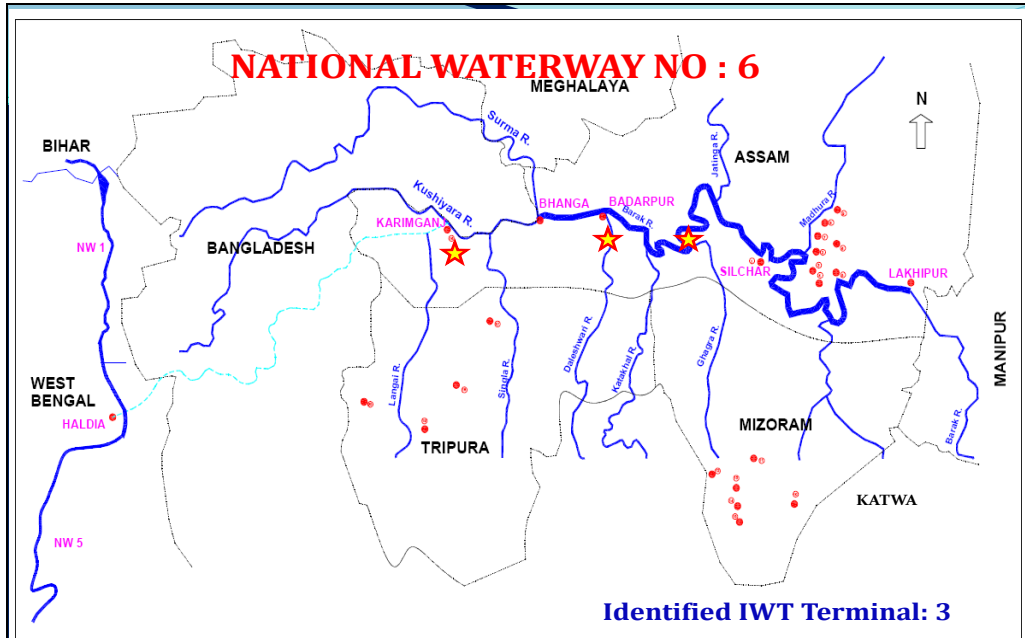 NATIONAL WATERWAY NO : 6
MEGHALAYA
N
BIHAR
Surma R.
Jatinga R.
ASSAM
Kushiyara R.
Madhura R.
BHANGA
BADARPUR
Barak R.
KARIMGANJ
NW 1
BANGLADESH
SILCHAR
LAKHIPUR
MANIPUR
Langai R.
Singla R.
Daleshwari R.
Katakhal R.
Ghagra R.
WEST
BENGAL
HALDIA
Barak R.
MIZORAM
TRIPURA
KATWA
NW 5
Identified IWT Terminal: 3